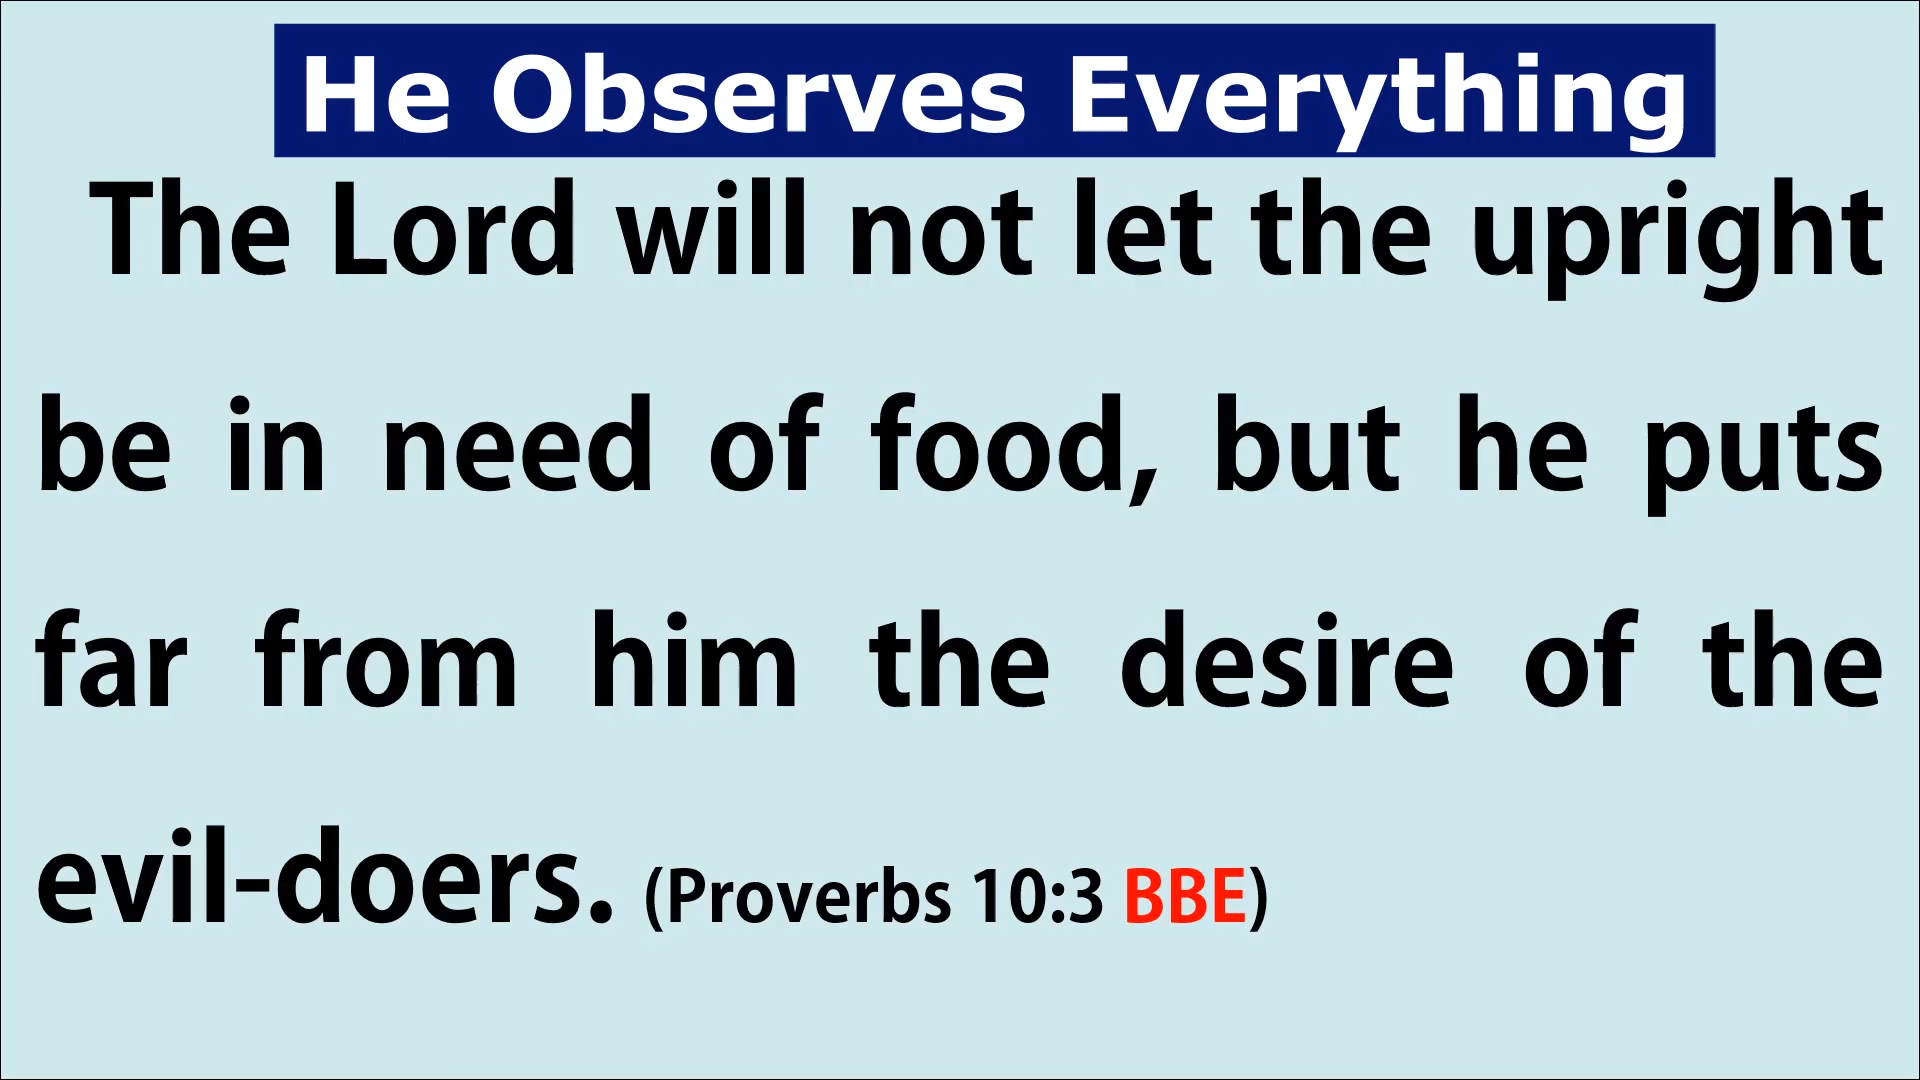 He Observes Everything
The Lord will not let the upright
be in need of food, but he puts
far from him the desire of the
evil-doers. (Proverbs 10:3 BBE)